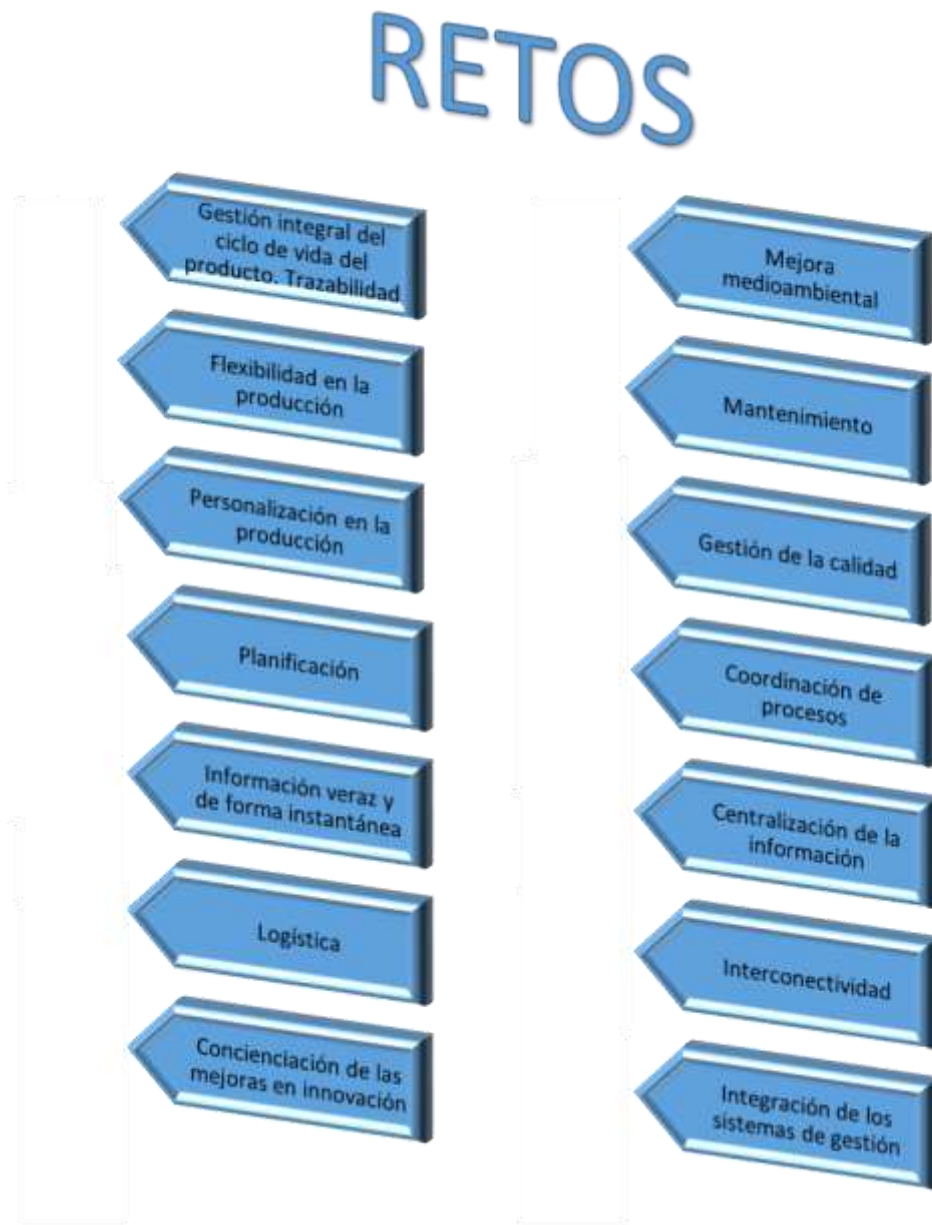 RETOS
Gestión integral del
ciclo de vida del
producto. Trazabilidad
Flexibilidad en la
producción
Personalización en la
producción
Planificación
Información veraz y
de forma instantánea
Logística
Concienciación de las
mejoras en innovación
Mejora
medioambiental
Mantenimiento
Gestión de la calidad
Coordinación de
procesos
Centralización de la
información
Interconectividad
Integración de los
sistemas de gestión